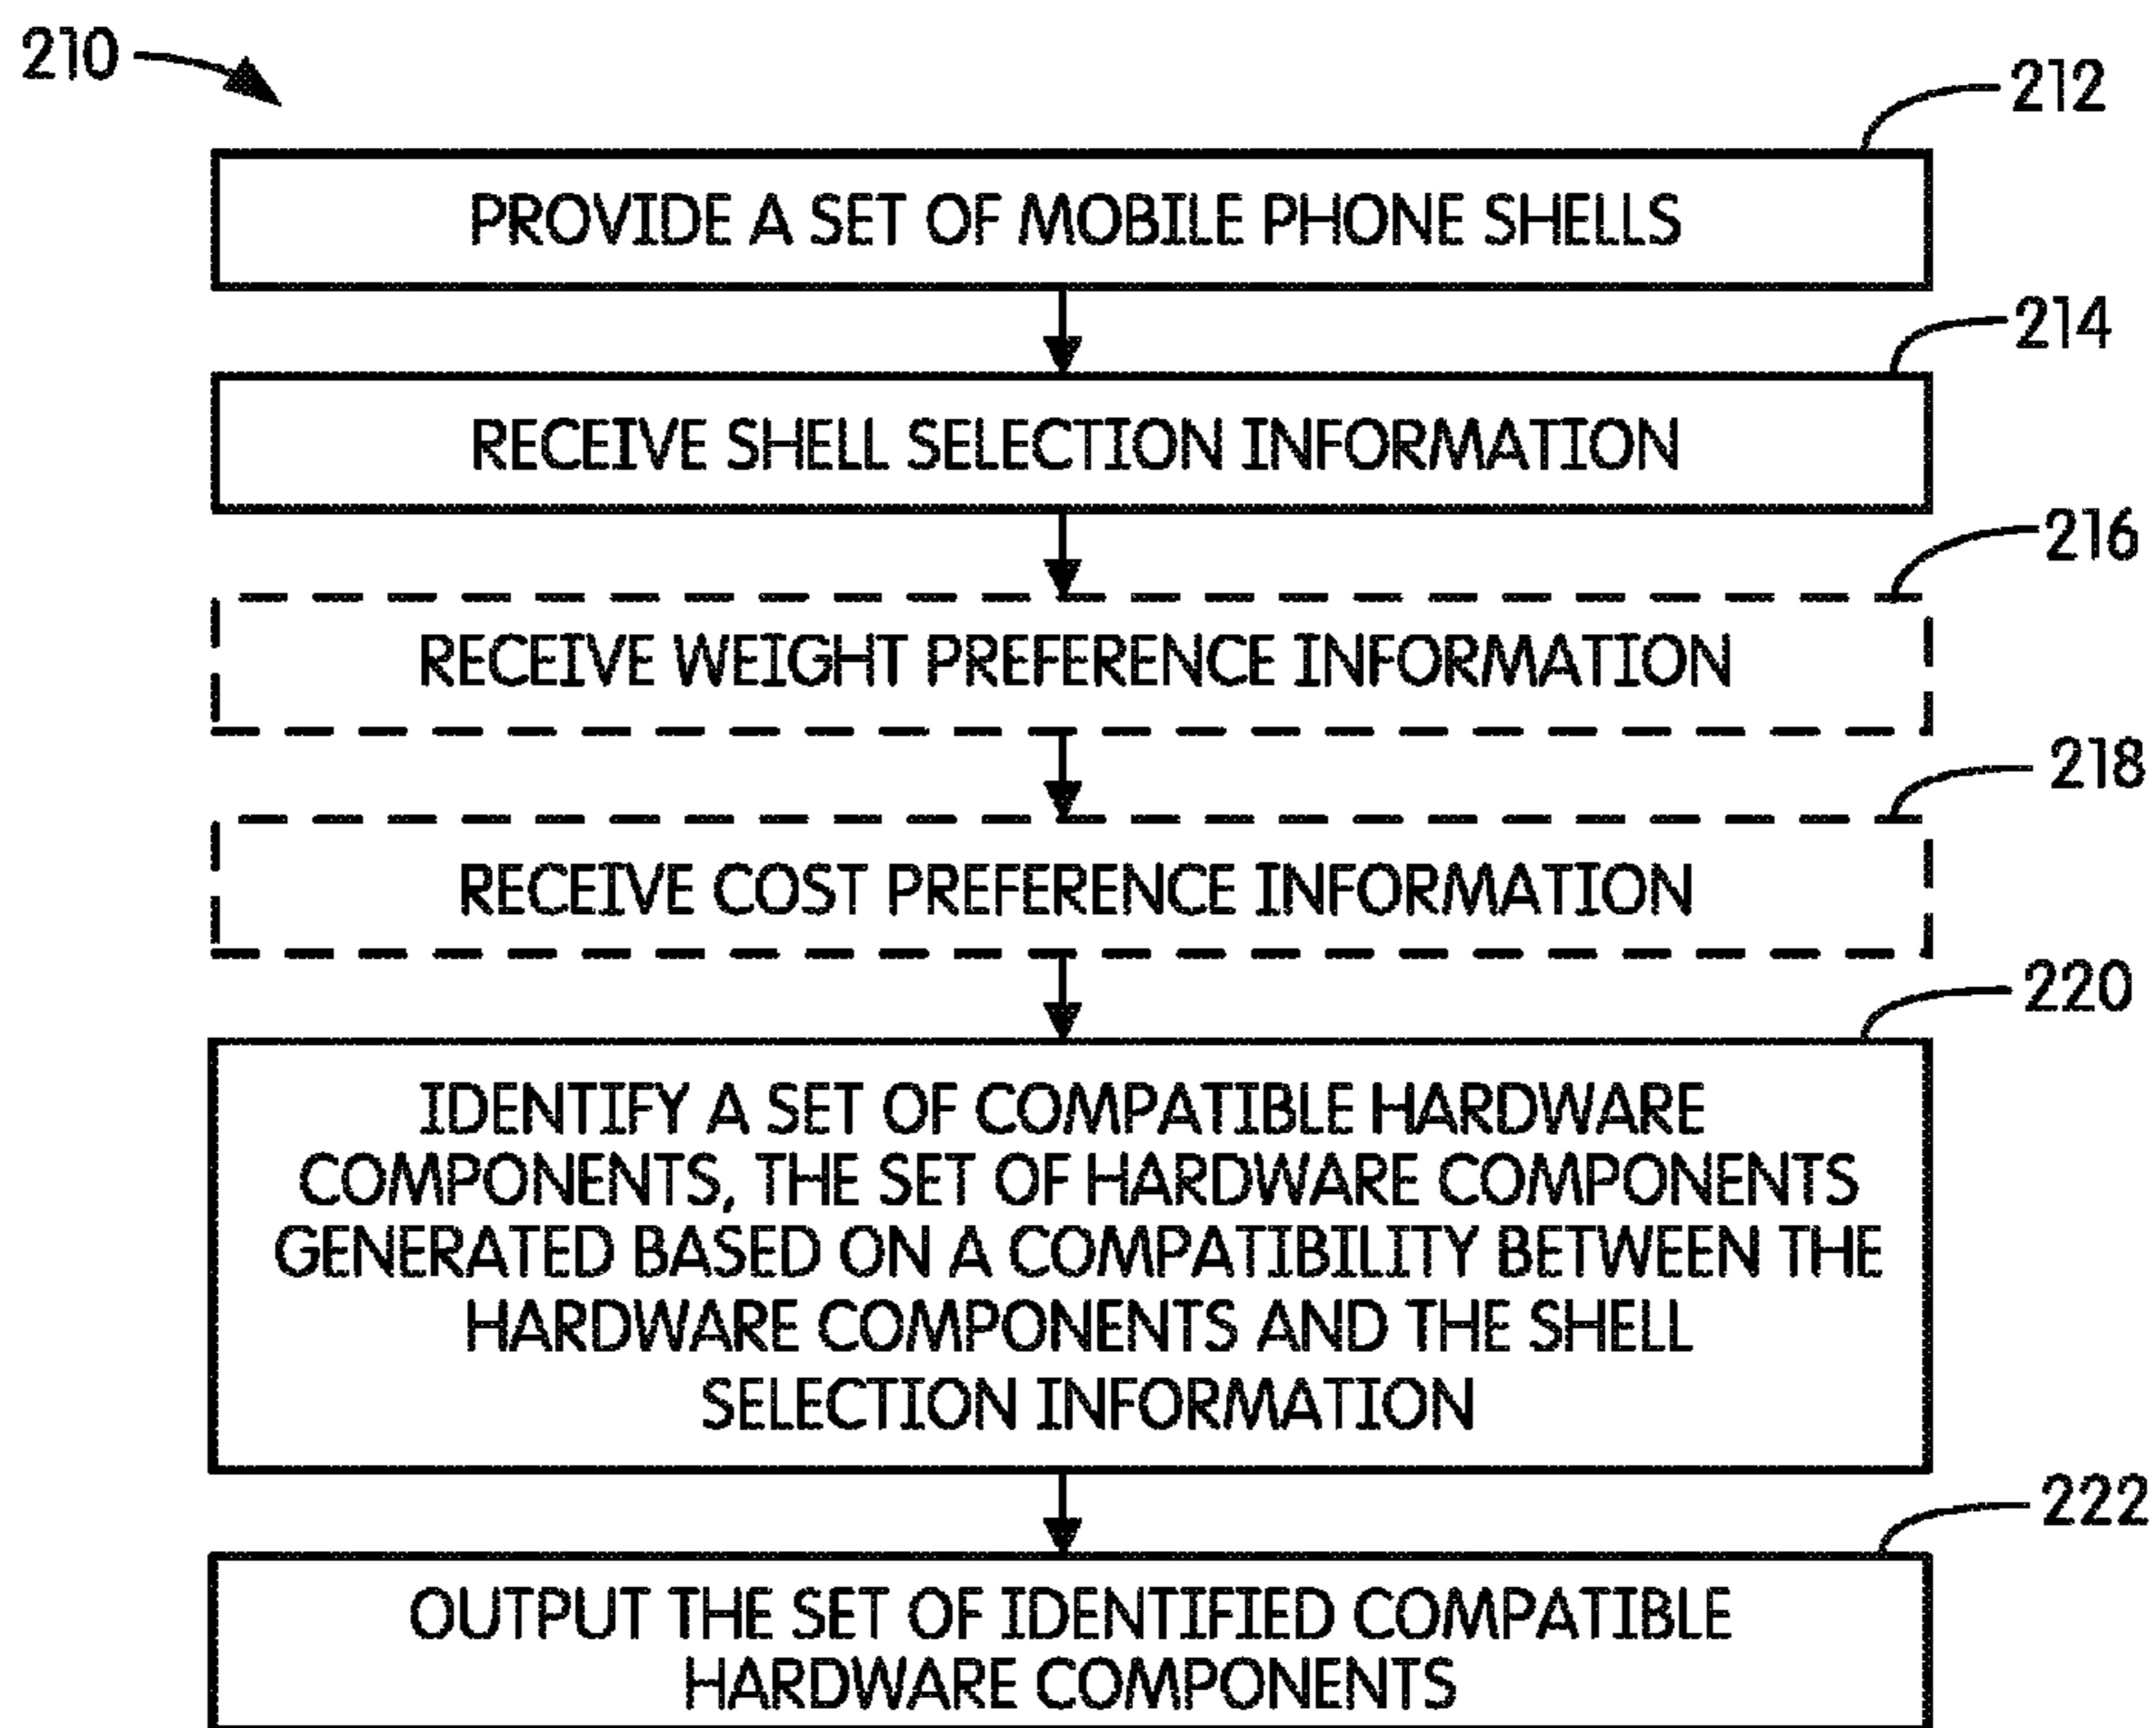 210
212
PROVIDE A SET OF MOBILE PHONE SHELLS
214
RECEIVE SHELL SELECTION INFORMATION
216
RECEIVE WEIGHT PREFERENCE INFORMATION
218
RECEIVE COST PREFERENCE INFORMATION
220
IDENTIFY A SET OF COMPATIBLE HARDWARE
COMPONENTS, THE SET OF HARDWARE COMPONENTS
GENERATED BASED ON A COMPATIBILITY BETWEEN THE
HARDWARE COMPONENTS AND THE SHELL
SELECTION INFORMATION
222
OUTPUT THE SET OF IDENTIFIED COMPATIBLE
HARDWARE COMPONENTS